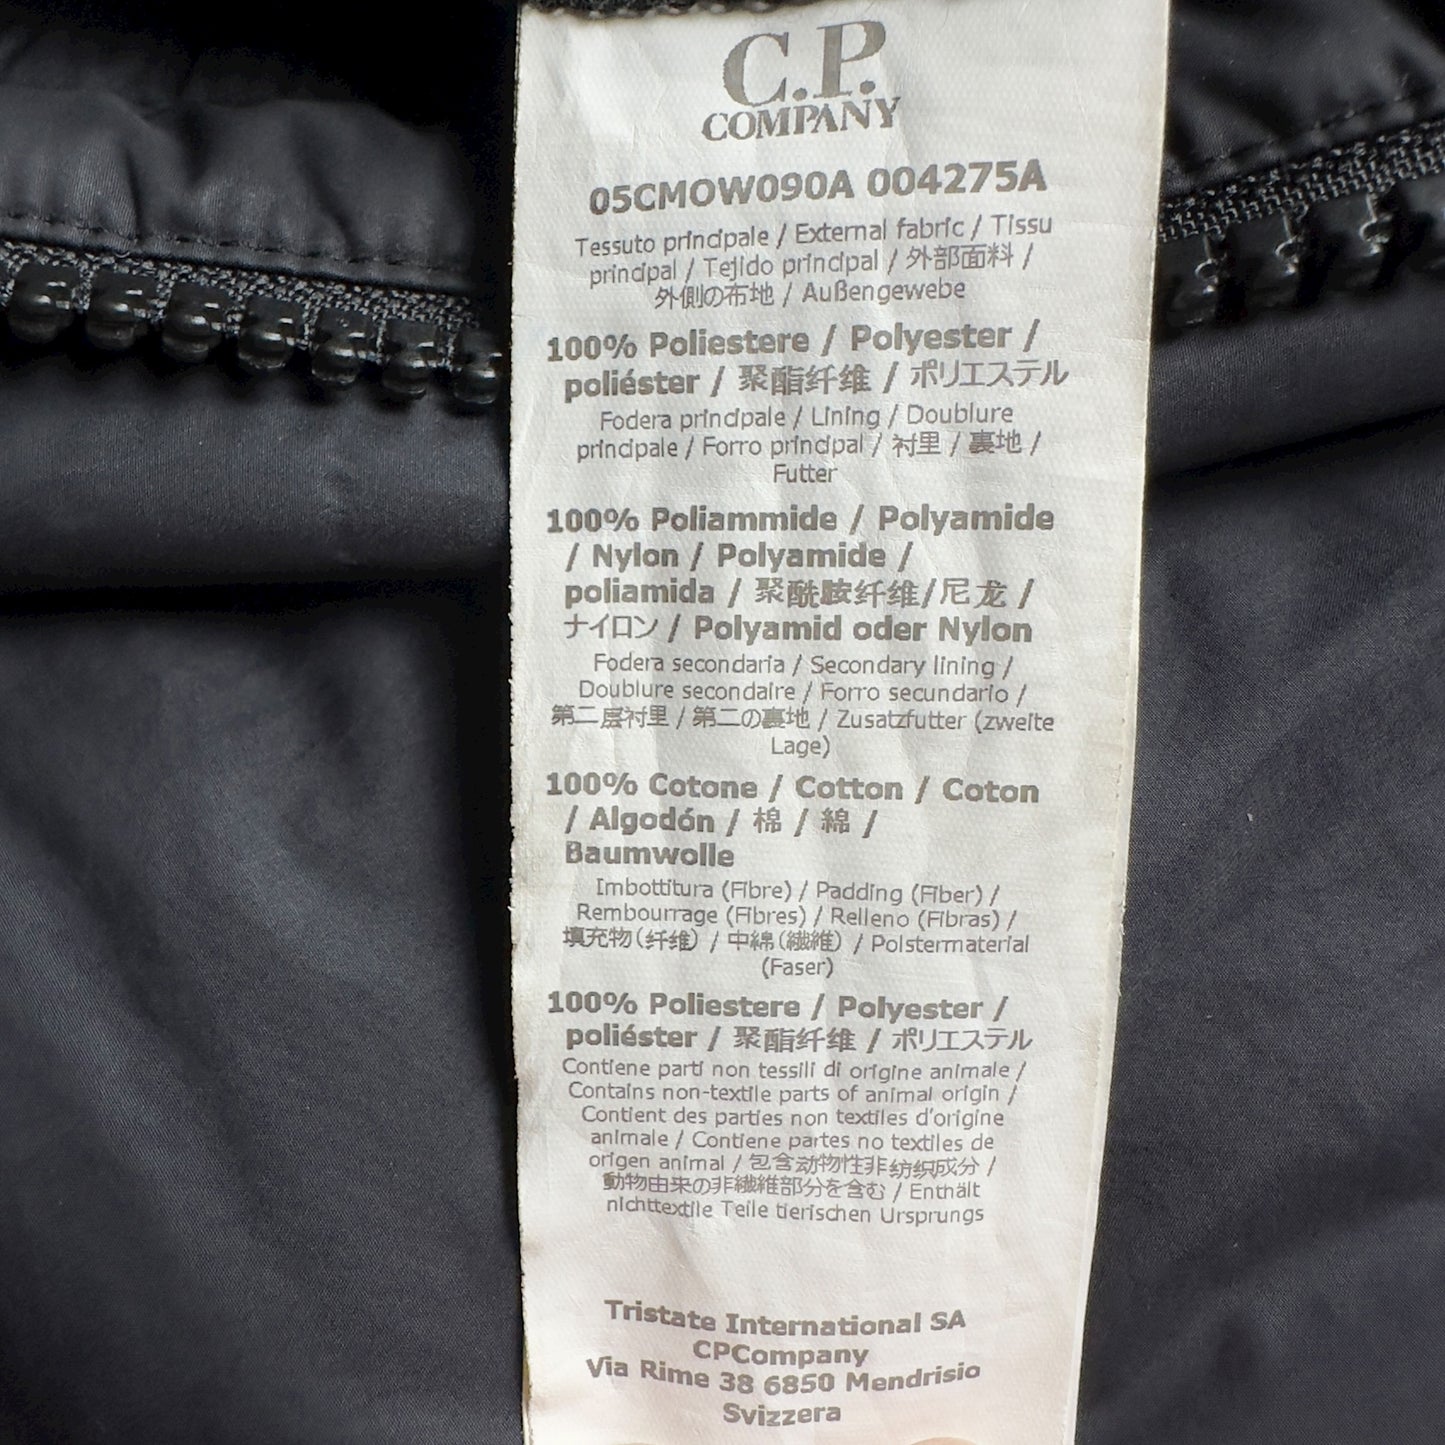 C.P.
COMPANY
05CMOW090A 004275A
Tessuto principale / External fabric / Tissu
principal / Tejido principal / 外部面料 /
外側の布地 / Außengewebe
100% Poliestere / Polyester /
poliéster / 聚酯纤维 / ポリエステル
Fodera principale / Lining / Doublure
principale / Forro principal / 衬里 / 裏地 /
Futter
100% Poliammide / Polyamide
/ Nylon / Polyamide /
poliamida / 聚酰胺纤维/尼龙 /
ナイロン / Polyamid oder Nylon
Fodera secondaria / Secondary lining /
Doublure secondaire / Forro secundario /
第二层衬里 / 第二の裏地 / Zusatzfutter (zweite
Lage)
100% Cotone / Cotton / Coton
/ Algodón / 棉 / 綿 /
Baumwolle
Imbottitura (Fibre) / Padding (Fiber) /
Rembourrage (Fibres) / Relleno (Fibras) /
填充物(纤维) / 中綿(繊維) / Polstermaterial
(Faser)
100% Poliestere / Polyester /
poliéster / 聚酯纤维 / ポリエステル
Contiene parti non tessili di origine animale /
Contains non-textile parts of animal origin /
Contient des parties non textiles d'origine
animale / Contiene partes no textiles de
origen animal / 包含动物性非纺织成分 /
動物由来の非繊維部分を含む / Enthält
nichttextile Teile tierischen Ursprungs
Tristate International SA
CPCompany
Via Rime 38 6850 Mendrisio
Svizzera